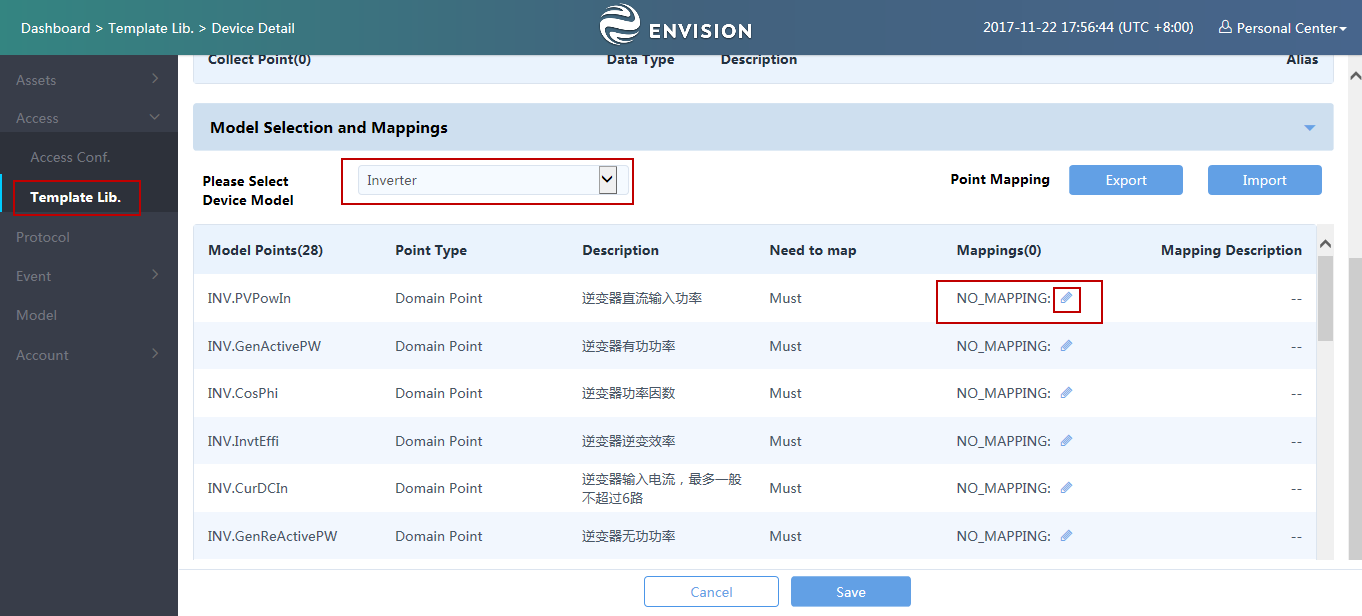 Dashboard > Template Lib. > Device Detail
ENVISION
2017-11-22 17:56:44 (UTC +8:00)
Personal Center
Assets
Access
Access Conf.
Template Lib.
Protocol
Event
Model
Account
Collect Point(0) Data Type Description Alias
Model Selection and Mappings
Please Select
Device Model
Inverter
Point Mapping
Export
Import
Model Points(28) Point Type Description Need to map Mappings(0) Mapping Description
INV.PVPowIn Domain Point 逆变器直流输入功率 Must NO_MAPPING: --
INV.GenActivePW Domain Point 逆变器有功功率 Must NO_MAPPING: --
INV.CosPhi Domain Point 逆变器功率因数 Must NO_MAPPING: --
INV.InvtEffi Domain Point 逆变器逆变效率 Must NO_MAPPING: --
INV.CurDCIn Domain Point 逆变器输入电流，最多一般 Must NO_MAPPING: --
不超过6路
INV.GenReActivePW Domain Point 逆变器无功功率 Must NO_MAPPING: --
Cancel
Save